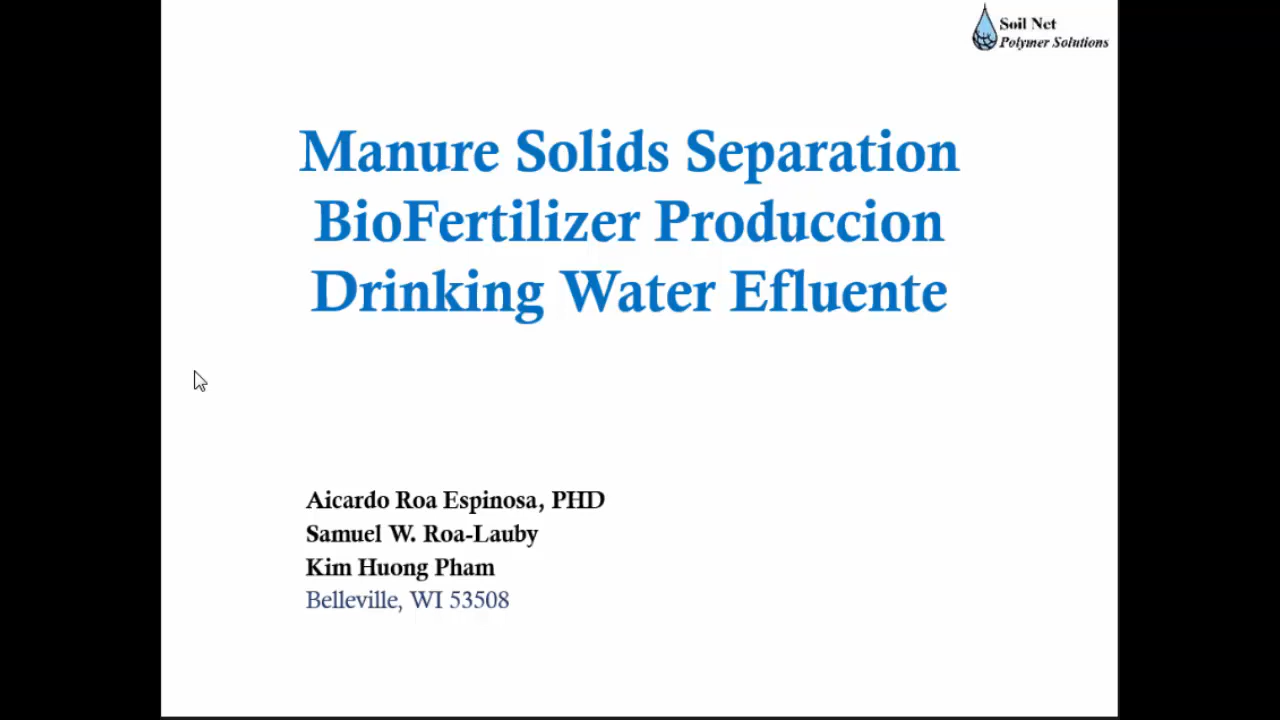 Soil Net
Polymer Solutions
Manure Solids Separation
BioFertilizer Produccion
Drinking Water Efluente
Aicardo Roa Espinosa, PHD
Samuel W. Roa-Lauby
Kim Huong Pham
Belleville, WI 53508